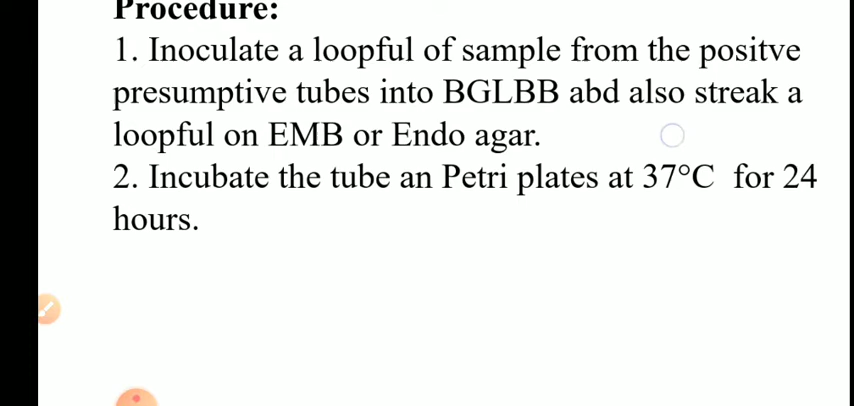 Procedure:
1. Inoculate a loopful of sample from the positve
presumptive tubes into BGLBB abd also streak a
loopful on EMB or Endo agar.
2. Incubate the tube an Petri plates at 37°C for 24
hours.